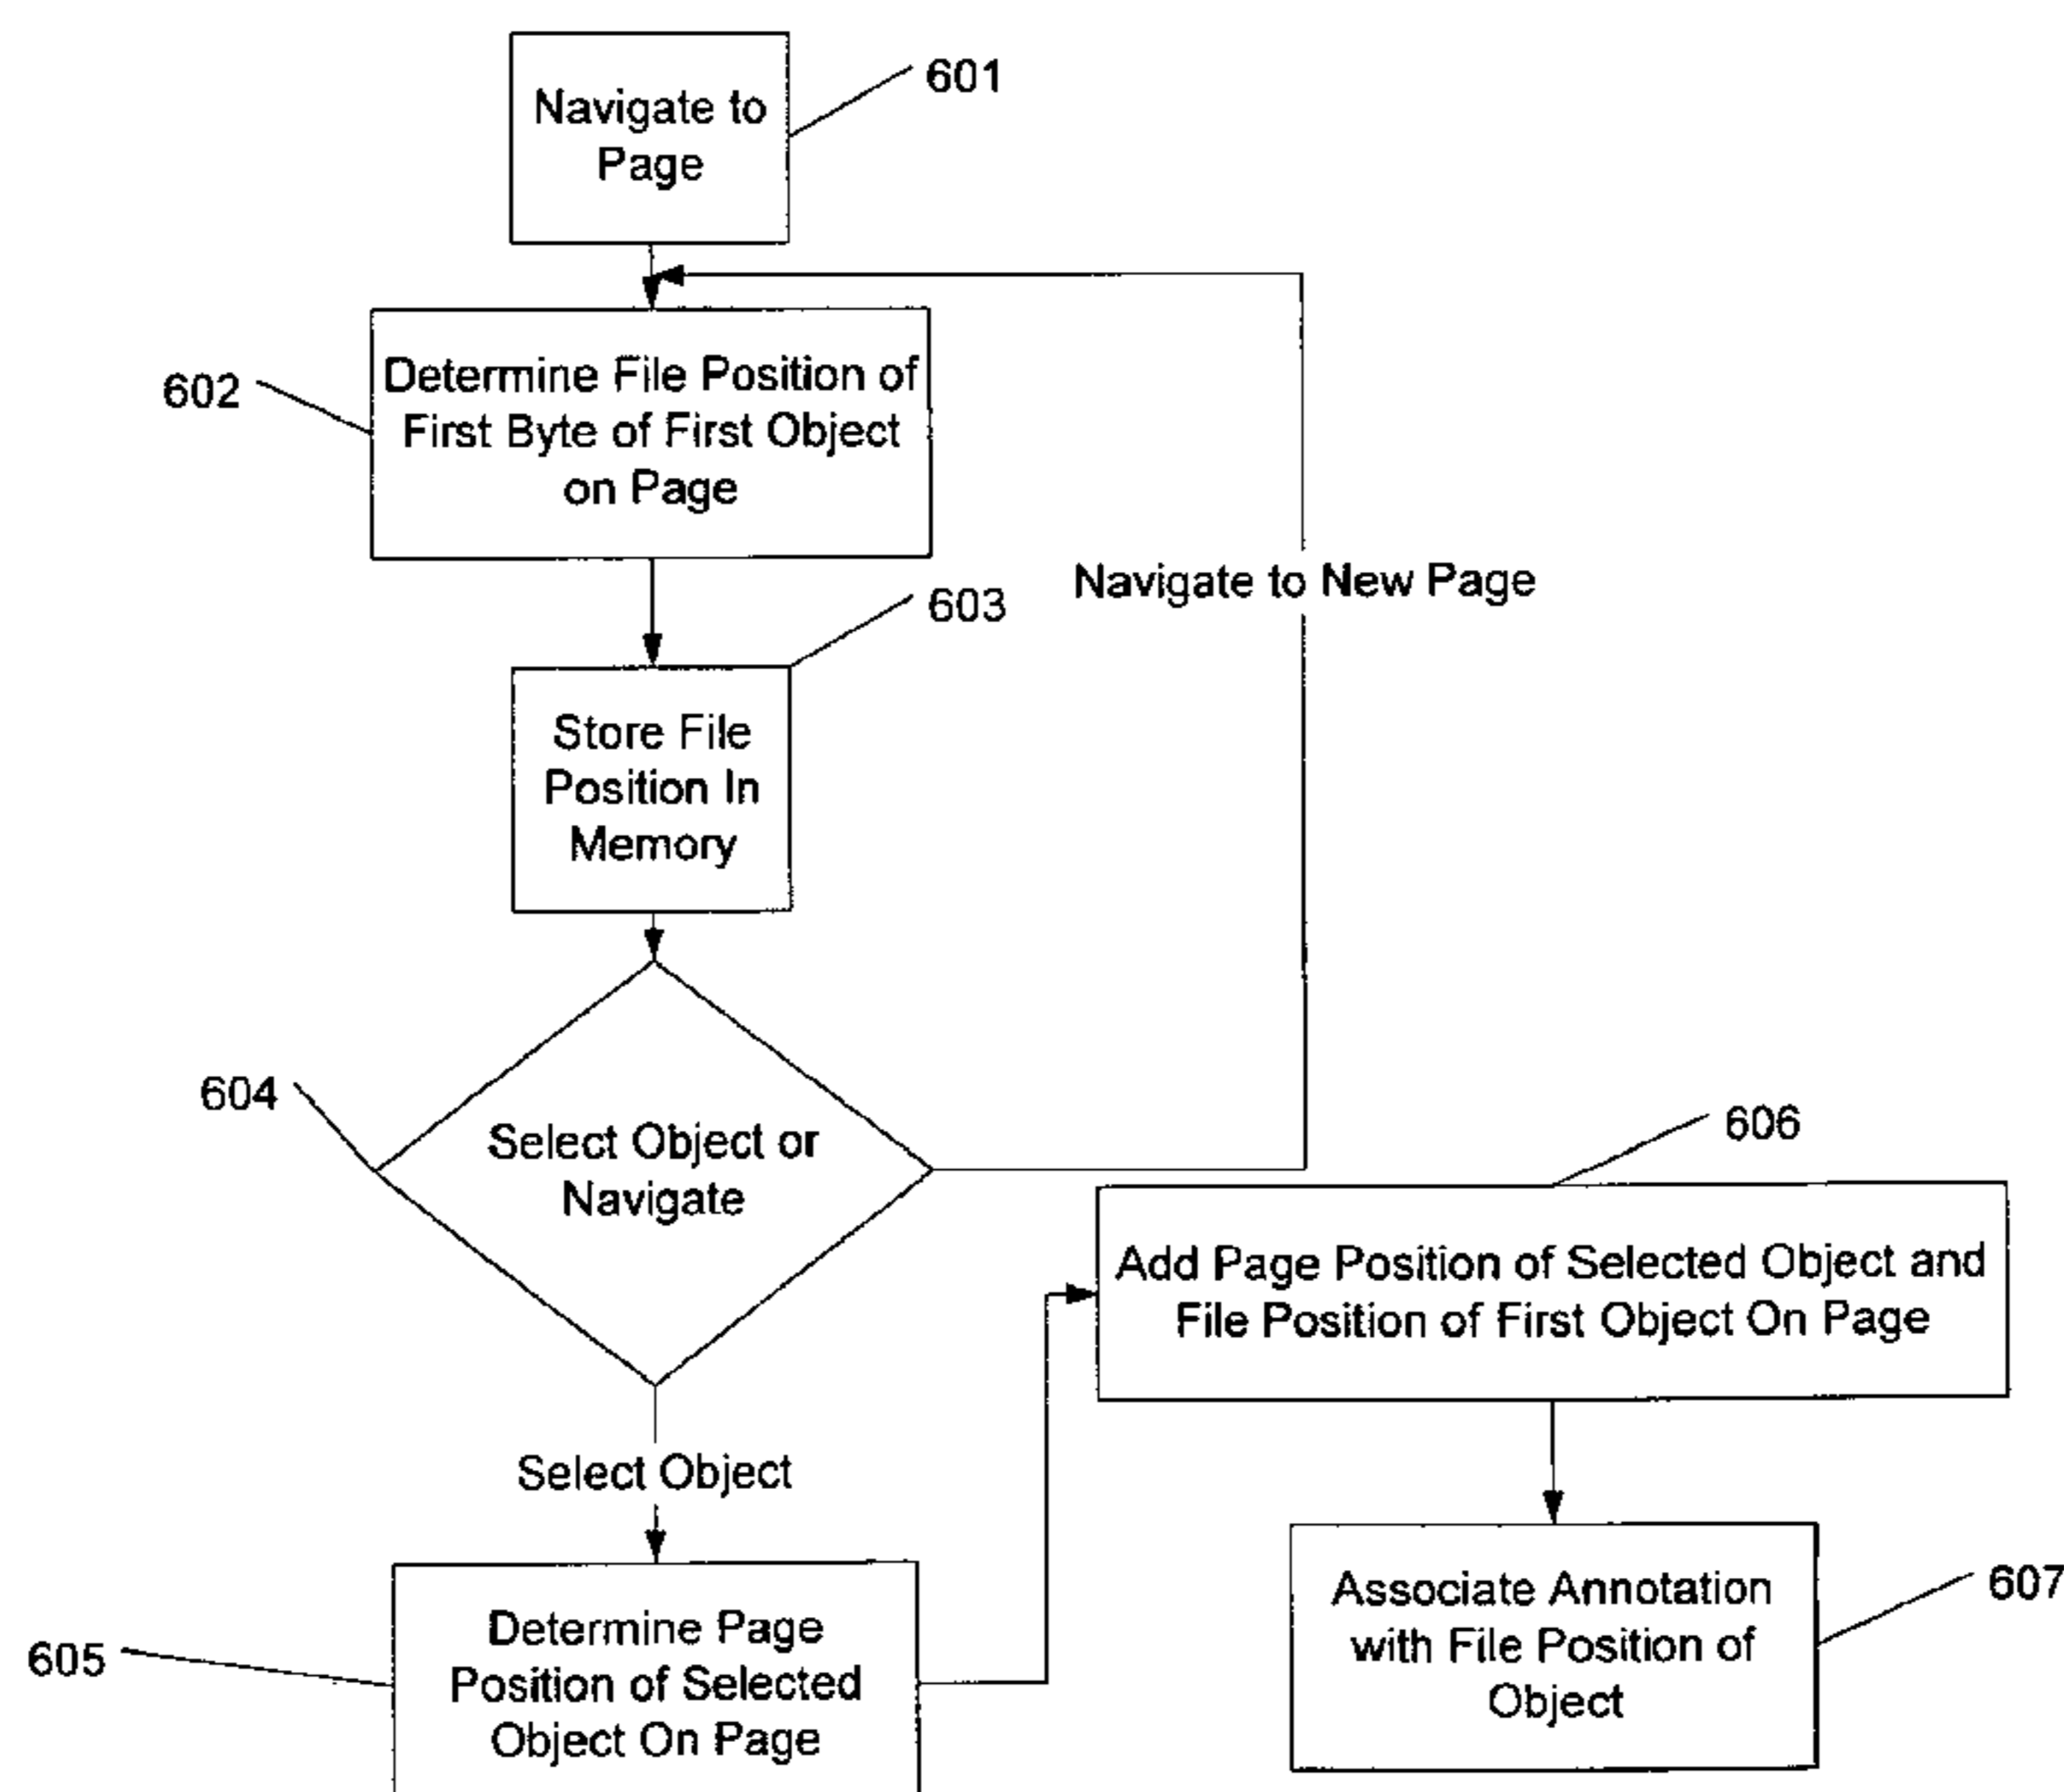 Navigate to
Page
601
Determine File Position of
First Byte of First Object
on Page
602
Navigate to New Page
603
Store File
Position In
Memory
604
Select Object or
Navigate
606
Add Page Position of Selected Object and
File Position of First Object On Page
Select Object
605
Determine Page
Position of Selected
Object On Page
607
Associate Annotation
with File Position of
Object